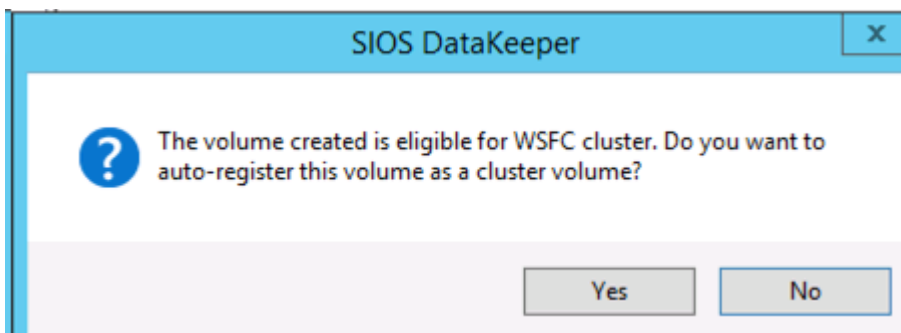 SIOS DataKeeper
x
The volume created is eligible for WSFC cluster. Do you want to
auto-register this volume as a cluster volume?
Yes No